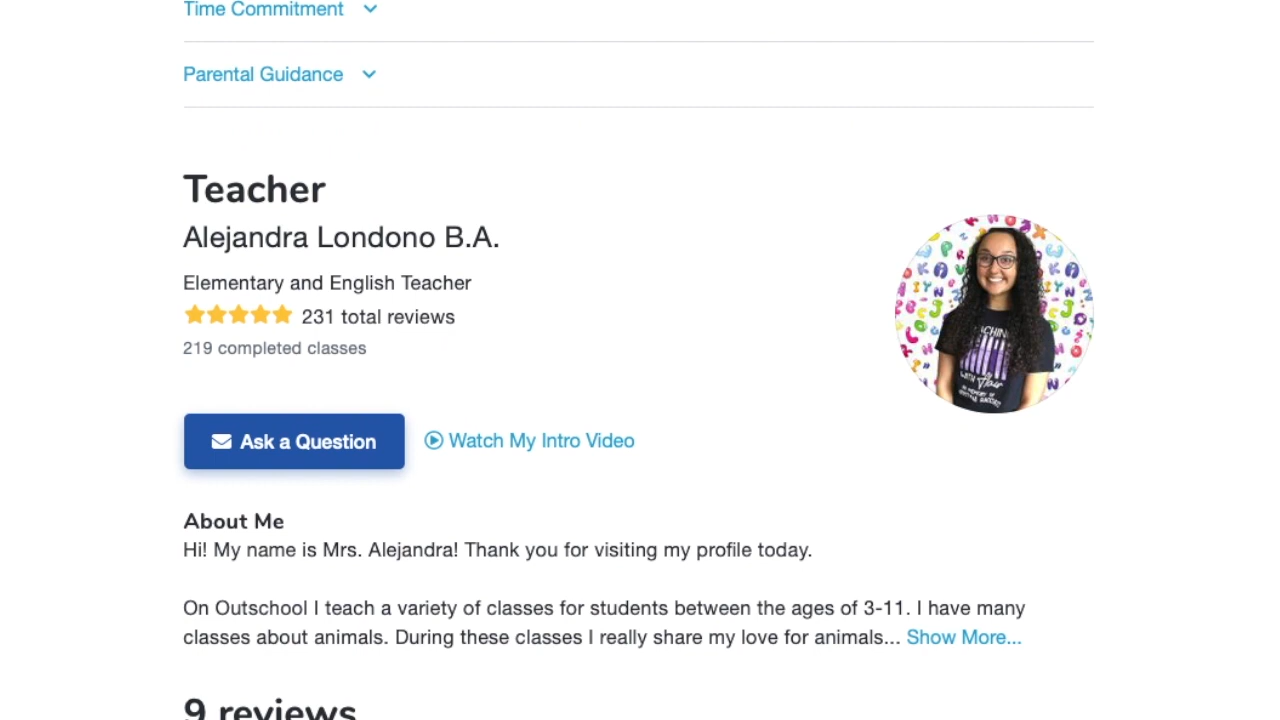 Time Commitment
Parental Guidance
Teacher
Alejandra Londono B.A.
Elementary and English Teacher
231 total reviews
219 completed classes
Ask a Question
Watch My Intro Video
About Me
Hi! My name is Mrs. Alejandra! Thank you for visiting my profile today.
On Outschool I teach a variety of classes for students between the ages of 3-11. I have many
classes about animals. During these classes I really share my love for animals... Show More...
9 reviews